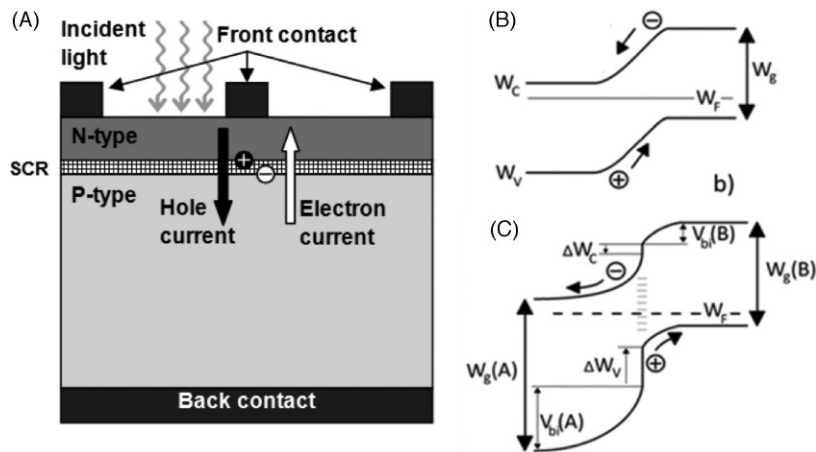 (A)
Incident
light
Front contact
N-type
SCR
P-type
Hole
current
Electron
current
Back contact
(B)
W_C
W_F
W_g
W_V
b)
(C)
ΔW_C
V_bi(B)
W_g(B)
W_F
W_g(A)
ΔW_V
V_bi(A)